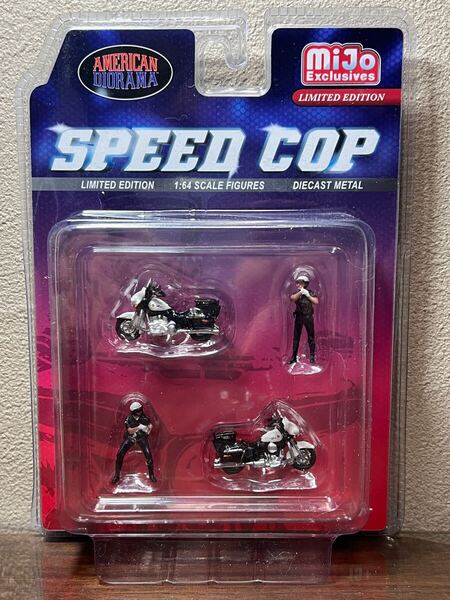 AMERICAN
DIORAMA
MiJo
Exclusives
LIMITED EDITION
SPEED COP
LIMITED EDITION 1:64 SCALE FIGURES DIECAST METAL